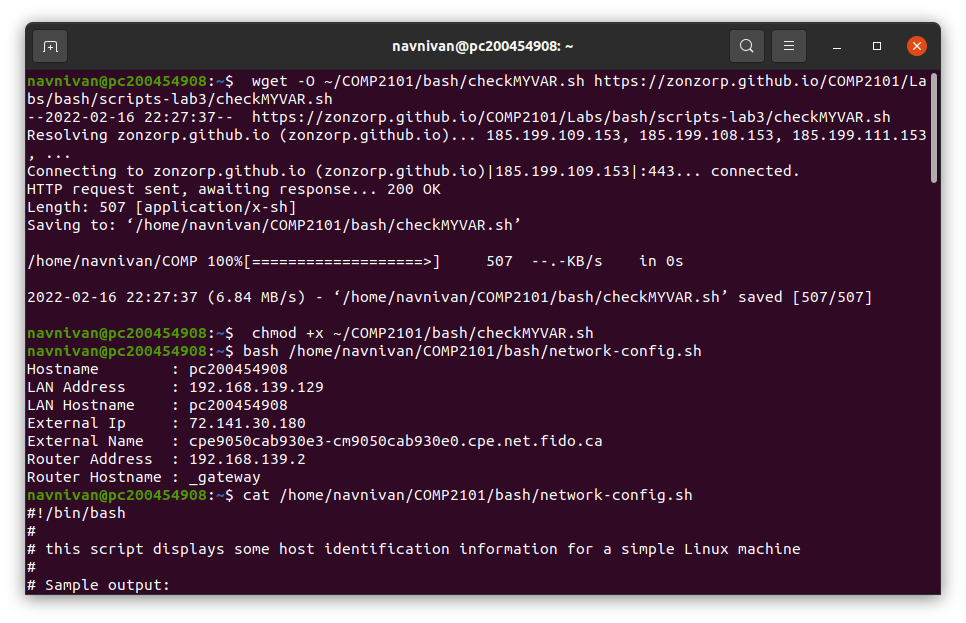 navnivan@pc200454908: ~
navnivan@pc200454908:~$  wget -O ~/COMP2101/bash/checkMYVAR.sh https://zonzorp.github.io/COMP2101/La
bs/bash/scripts-lab3/checkMYVAR.sh
--2022-02-16 22:27:37--  https://zonzorp.github.io/COMP2101/Labs/bash/scripts-lab3/checkMYVAR.sh
Resolving zonzorp.github.io (zonzorp.github.io)... 185.199.109.153, 185.199.108.153, 185.199.111.153
, ...
Connecting to zonzorp.github.io (zonzorp.github.io)|185.199.109.153|:443... connected.
HTTP request sent, awaiting response... 200 OK
Length: 507 [application/x-sh]
Saving to: ‘/home/navnivan/COMP2101/bash/checkMYVAR.sh’
/home/navnivan/COMP 100%[===================>]     507  --.-KB/s    in 0s
2022-02-16 22:27:37 (6.84 MB/s) - ‘/home/navnivan/COMP2101/bash/checkMYVAR.sh’ saved [507/507]
navnivan@pc200454908:~$  chmod +x ~/COMP2101/bash/checkMYVAR.sh
navnivan@pc200454908:~$ bash /home/navnivan/COMP2101/bash/network-config.sh
Hostname        : pc200454908
LAN Address     : 192.168.139.129
LAN Hostname    : pc200454908
External Ip     : 72.141.30.180
External Name   : cpe9050cab930e3-cm9050cab930e0.cpe.net.fido.ca
Router Address  : 192.168.139.2
Router Hostname : _gateway
navnivan@pc200454908:~$ cat /home/navnivan/COMP2101/bash/network-config.sh
#!/bin/bash
#
# this script displays some host identification information for a simple Linux machine
#
# Sample output: